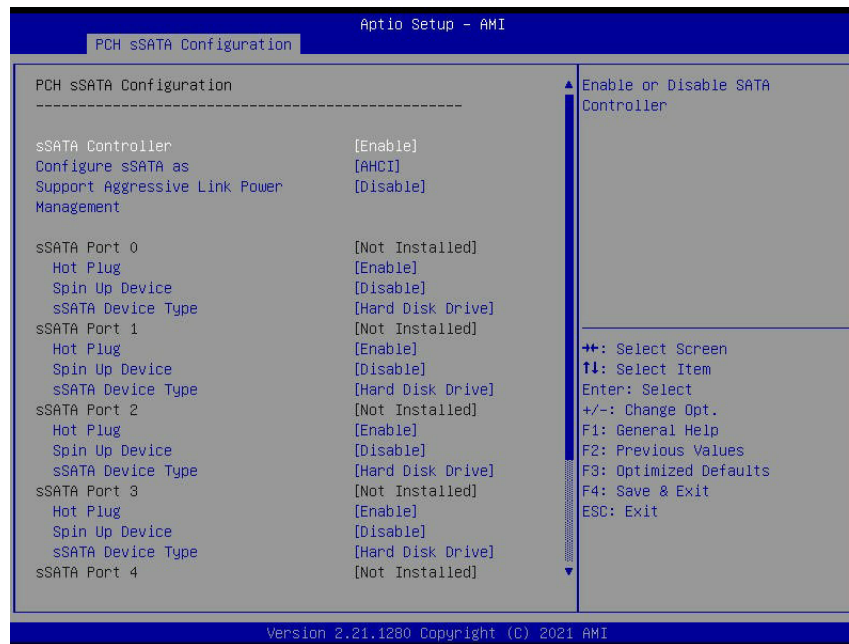 Aptio Setup – AMI
PCH sSATA Configuration
PCH sSATA Configuration
--------------------------------------------------
sSATA Controller [Enable]
Configure sSATA as [AHCI]
Support Aggressive Link Power [Disable]
Management
sSATA Port 0 [Not Installed]
Hot Plug [Enable]
Spin Up Device [Disable]
sSATA Device Type [Hard Disk Drive]
sSATA Port 1 [Not Installed]
Hot Plug [Enable]
Spin Up Device [Disable]
sSATA Device Type [Hard Disk Drive]
sSATA Port 2 [Not Installed]
Hot Plug [Enable]
Spin Up Device [Disable]
sSATA Device Type [Hard Disk Drive]
sSATA Port 3 [Not Installed]
Hot Plug [Enable]
Spin Up Device [Disable]
sSATA Device Type [Hard Disk Drive]
sSATA Port 4 [Not Installed]
Enable or Disable SATA
Controller
→←: Select Screen
↑↓: Select Item
Enter: Select
+/-: Change Opt.
F1: General Help
F2: Previous Values
F3: Optimized Defaults
F4: Save & Exit
ESC: Exit
Version 2.21.1280 Copyright (C) 2021 AMI